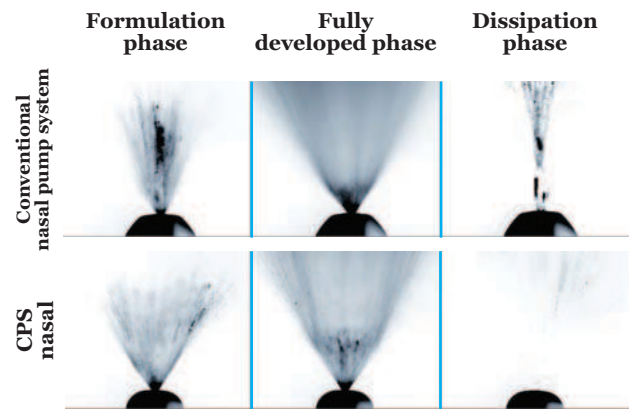 Formulation
phase
Fully
developed phase
Dissipation
phase
Conventional
nasal pump system
CPS
nasal